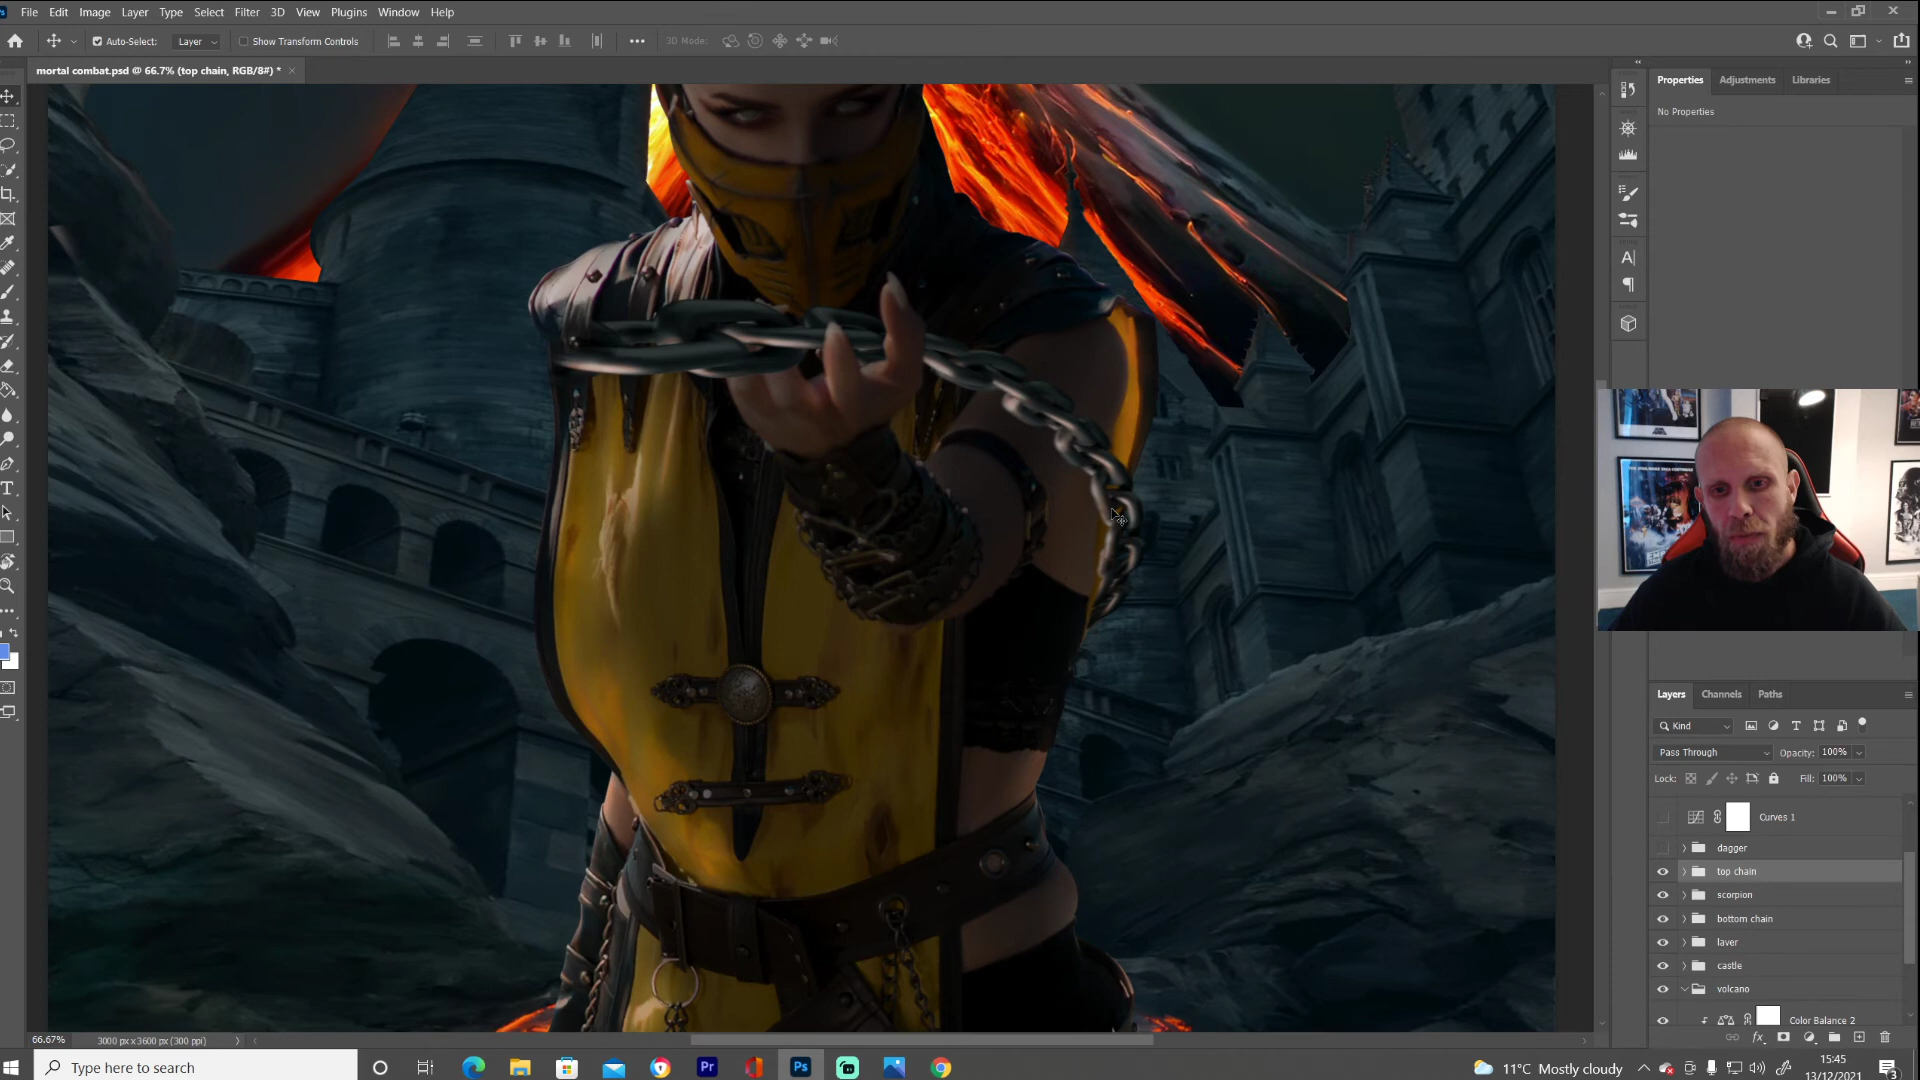 Ps File Edit Image Layer Type Select Filter 3D View Plugins Window Help
Auto-Select: Layer Show Transform Controls 3D Mode:
mortal combat.psd @ 66.7% (top chain, RGB/8#) *
Properties Adjustments Libraries
No Properties
Layers Channels Paths
Kind
Pass Through Opacity: 100%
Lock: Fill: 100%
Curves 1
dagger
top chain
scorpion
bottom chain
laver
castle
volcano
Color Balance 2
66.67% 3000 px x 3600 px (300 ppi)
Type here to search
Pr Ps
11°C Mostly cloudy
15:45
13/12/2021
3